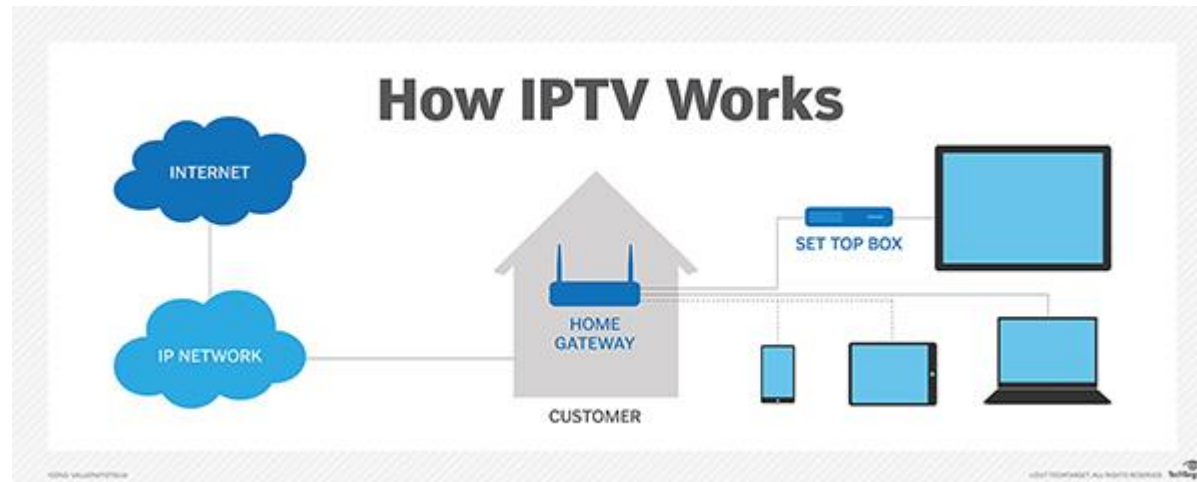 How IPTV Works
INTERNET
IP NETWORK
HOME
GATEWAY
CUSTOMER
SET TOP BOX